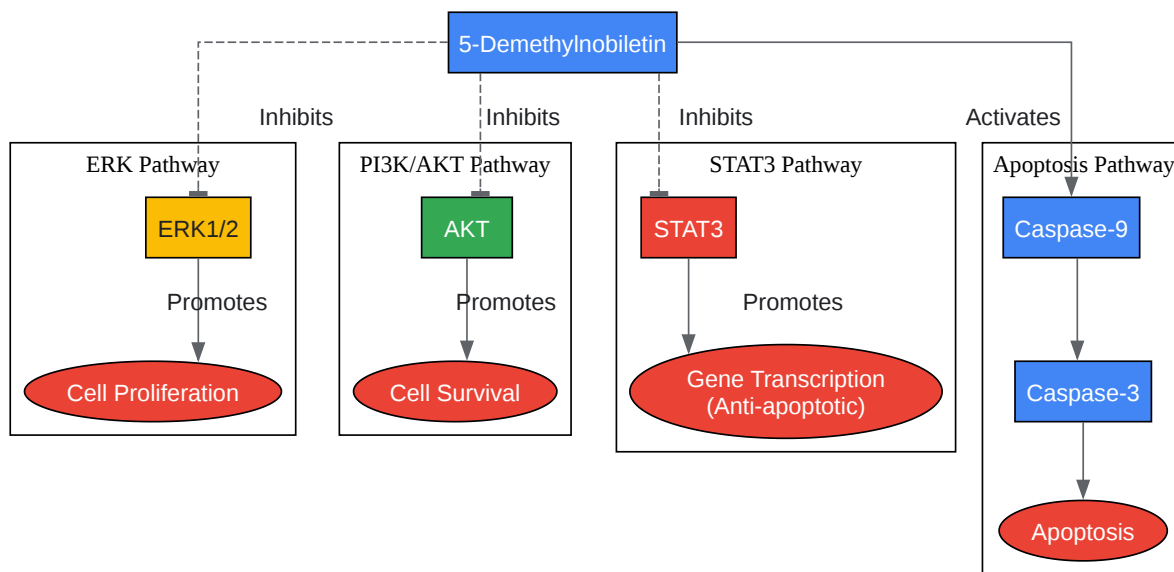 5-Demethylnobiletin
Inhibits
Inhibits
Inhibits
Activates
ERK Pathway
PI3K/AKT Pathway
STAT3 Pathway
Apoptosis Pathway
ERK1/2
AKT
STAT3
Caspase-9
Promotes
Promotes
Promotes
Cell Proliferation
Cell Survival
Gene Transcription
(Anti-apoptotic)
Caspase-3
Apoptosis